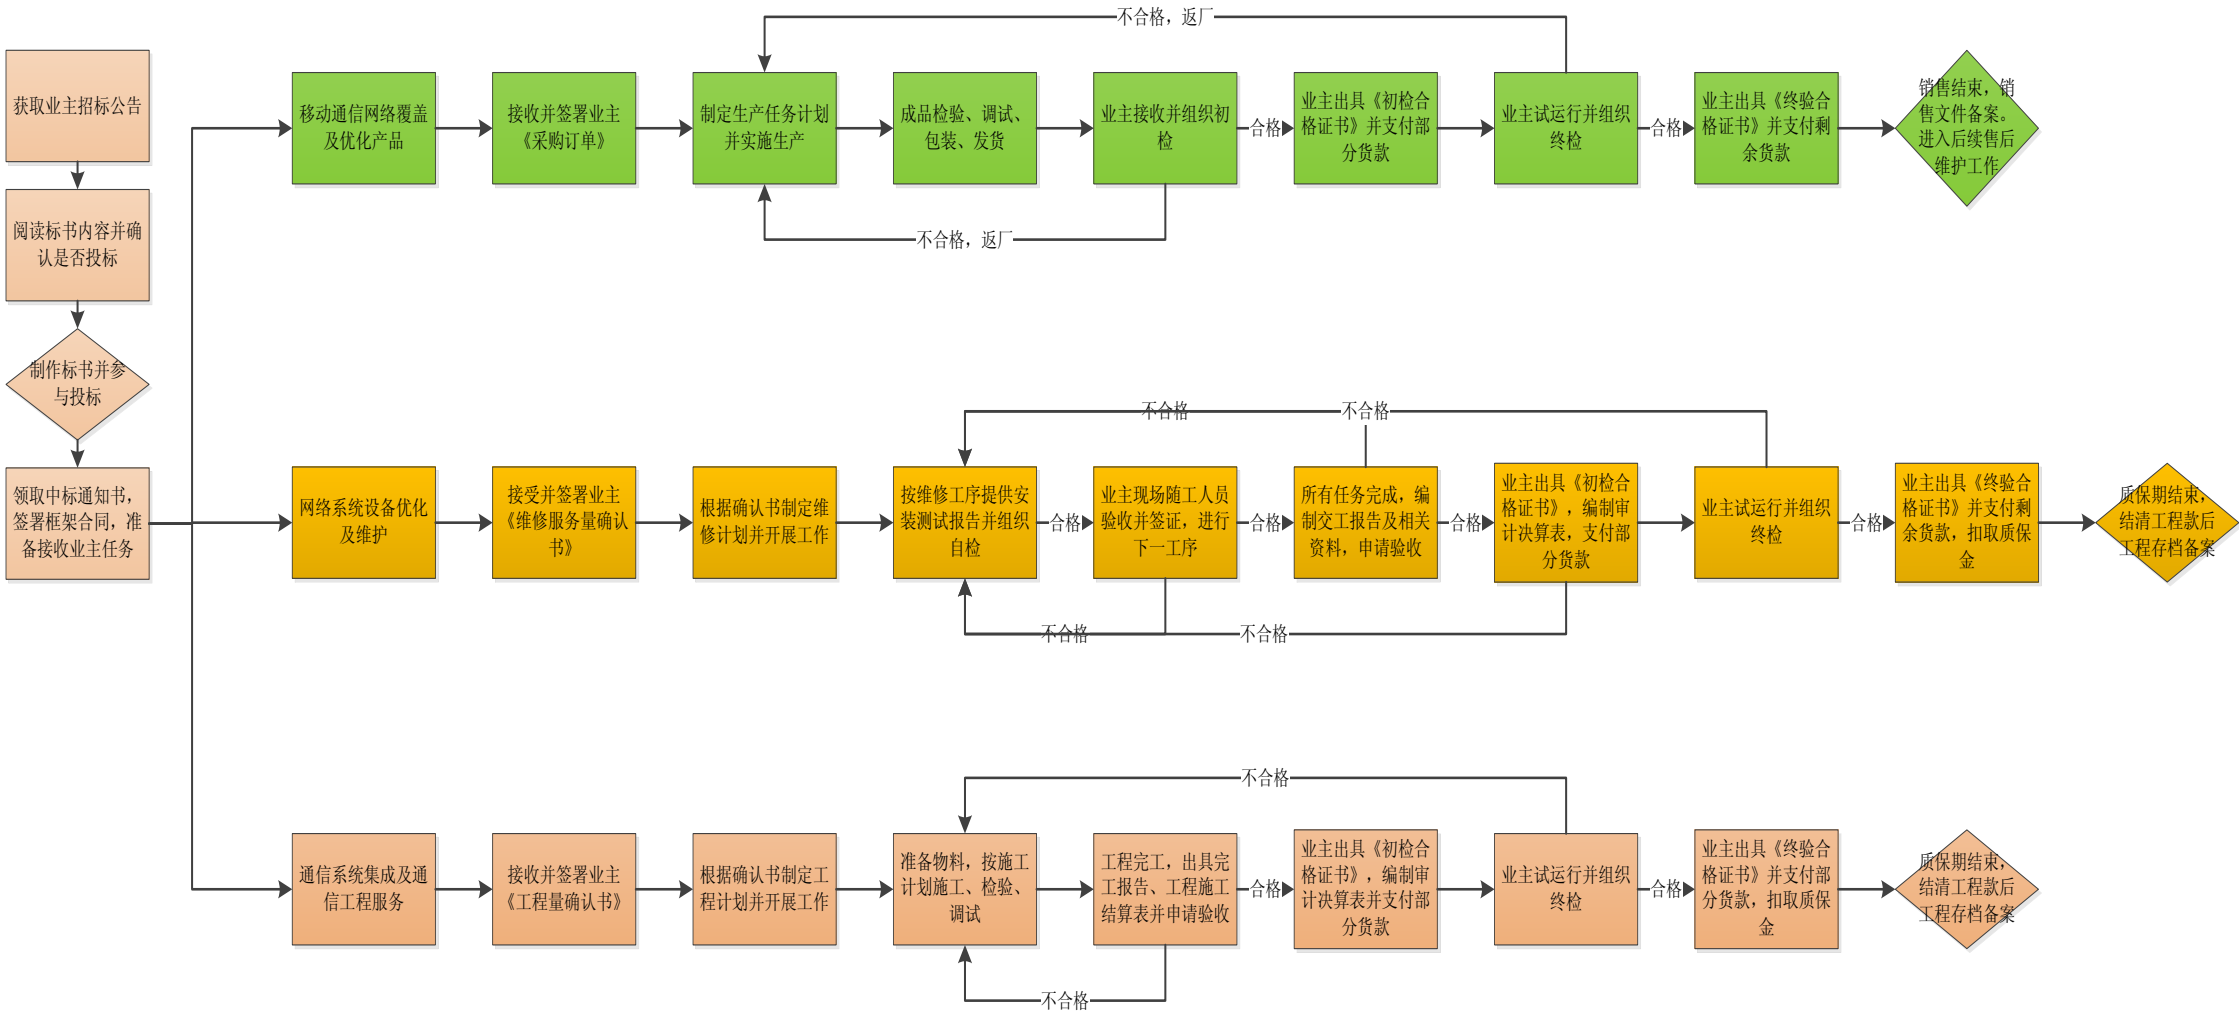 获取业主招标公告
阅读标书内容并确
认是否投标
制作标书并参
与投标
领取中标通知书，
签署框架合同，准
备接收业主任务
不合格，返厂
移动通信网络覆盖
及优化产品
接收并签署业主
《采购订单》
制定生产任务计划
并实施生产
成品检验、调试、
包装、发货
业主接收并组织初
检
合格
业主出具《初检合
格证书》并支付部
分货款
业主试运行并组织
终检
合格
业主出具《终验合
格证书》并支付剩
余货款
销售结束，销
售文件备案。
进入后续售后
维护工作
不合格，返厂
不合格
不合格
网络系统设备优化
及维护
接受并签署业主
《维修服务量确认
书》
根据确认书制定维
修计划并开展工作
按维修工序提供安
装测试报告并组织
自检
合格
业主现场随工人员
验收并签证，进行
下一工序
合格
所有任务完成，编
制交工报告及相关
资料，申请验收
合格
业主出具《初检合
格证书》，编制审
计决算表，支付部
分货款
业主试运行并组织
终检
合格
业主出具《终验合
格证书》并支付剩
余货款，扣取质保
金
质保期结束，
结清工程款后
工程存档备案
不合格
不合格
不合格
通信系统集成及通
信工程服务
接收并签署业主
《工程量确认书》
根据确认书制定工
程计划并开展工作
准备物料，按施工
计划施工、检验、
调试
工程完工，出具完
工报告、工程施工
结算表并申请验收
合格
业主出具《初检合
格证书》，编制审
计决算表并支付部
分货款
业主试运行并组织
终检
合格
业主出具《终验合
格证书》并支付部
分货款，扣取质保
金
质保期结束，
结清工程款后
工程存档备案
不合格